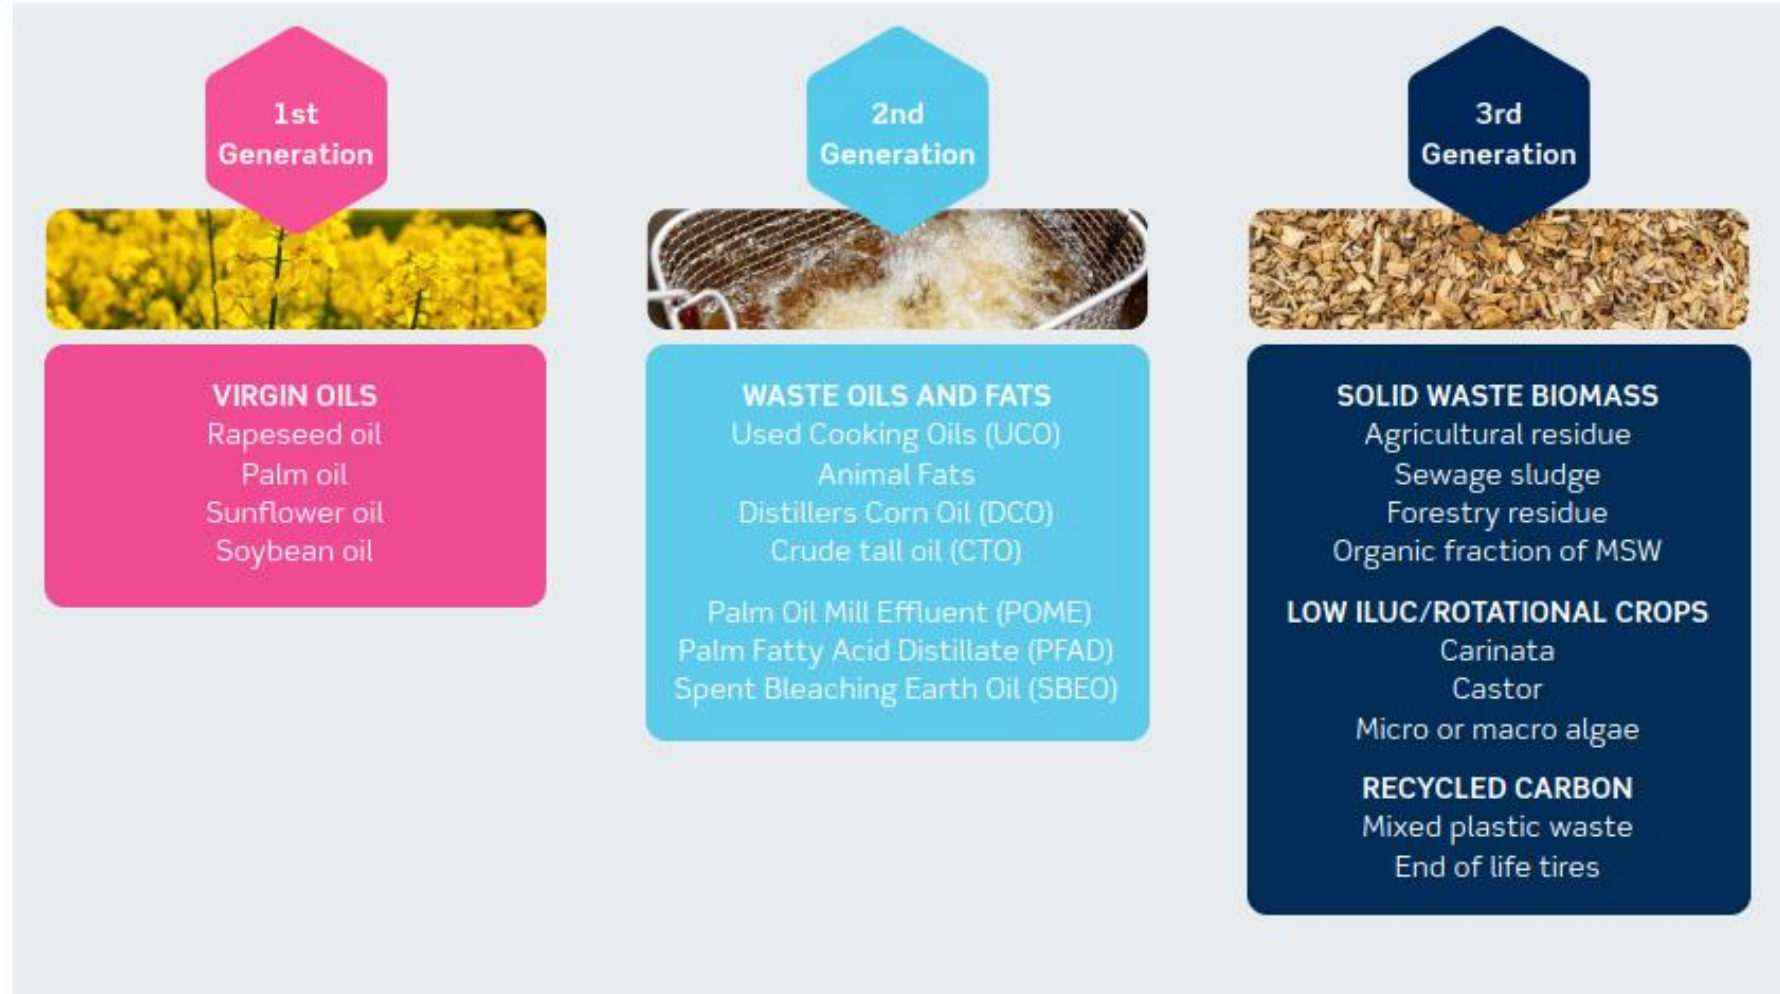 1st
Generation
VIRGIN OILS
Rapeseed oil
Palm oil
Sunflower oil
Soybean oil
2nd
Generation
WASTE OILS AND FATS
Used Cooking Oils (UCO)
Animal Fats
Distillers Corn Oil (DCO)
Crude tall oil (CTO)
Palm Oil Mill Effluent (POME)
Palm Fatty Acid Distillate (PFAD)
Spent Bleaching Earth Oil (SBEO)
3rd
Generation
SOLID WASTE BIOMASS
Agricultural residue
Sewage sludge
Forestry residue
Organic fraction of MSW
LOW ILUC/ROTATIONAL CROPS
Carinata
Castor
Micro or macro algae
RECYCLED CARBON
Mixed plastic waste
End of life tires